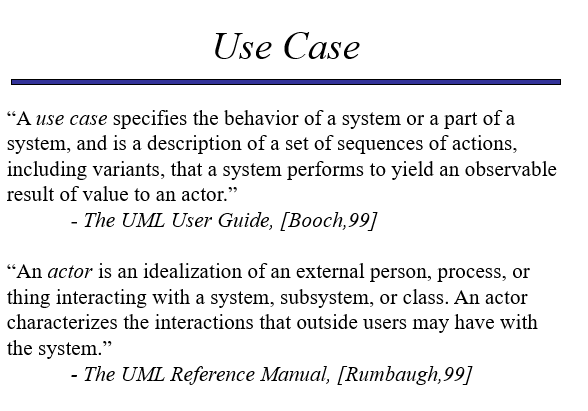 Use Case
“A use case specifies the behavior of a system or a part of a
system, and is a description of a set of sequences of actions,
including variants, that a system performs to yield an observable
result of value to an actor.”
- The UML User Guide, [Booch,99]
“An actor is an idealization of an external person, process, or
thing interacting with a system, subsystem, or class. An actor
characterizes the interactions that outside users may have with
the system.”
- The UML Reference Manual, [Rumbaugh,99]